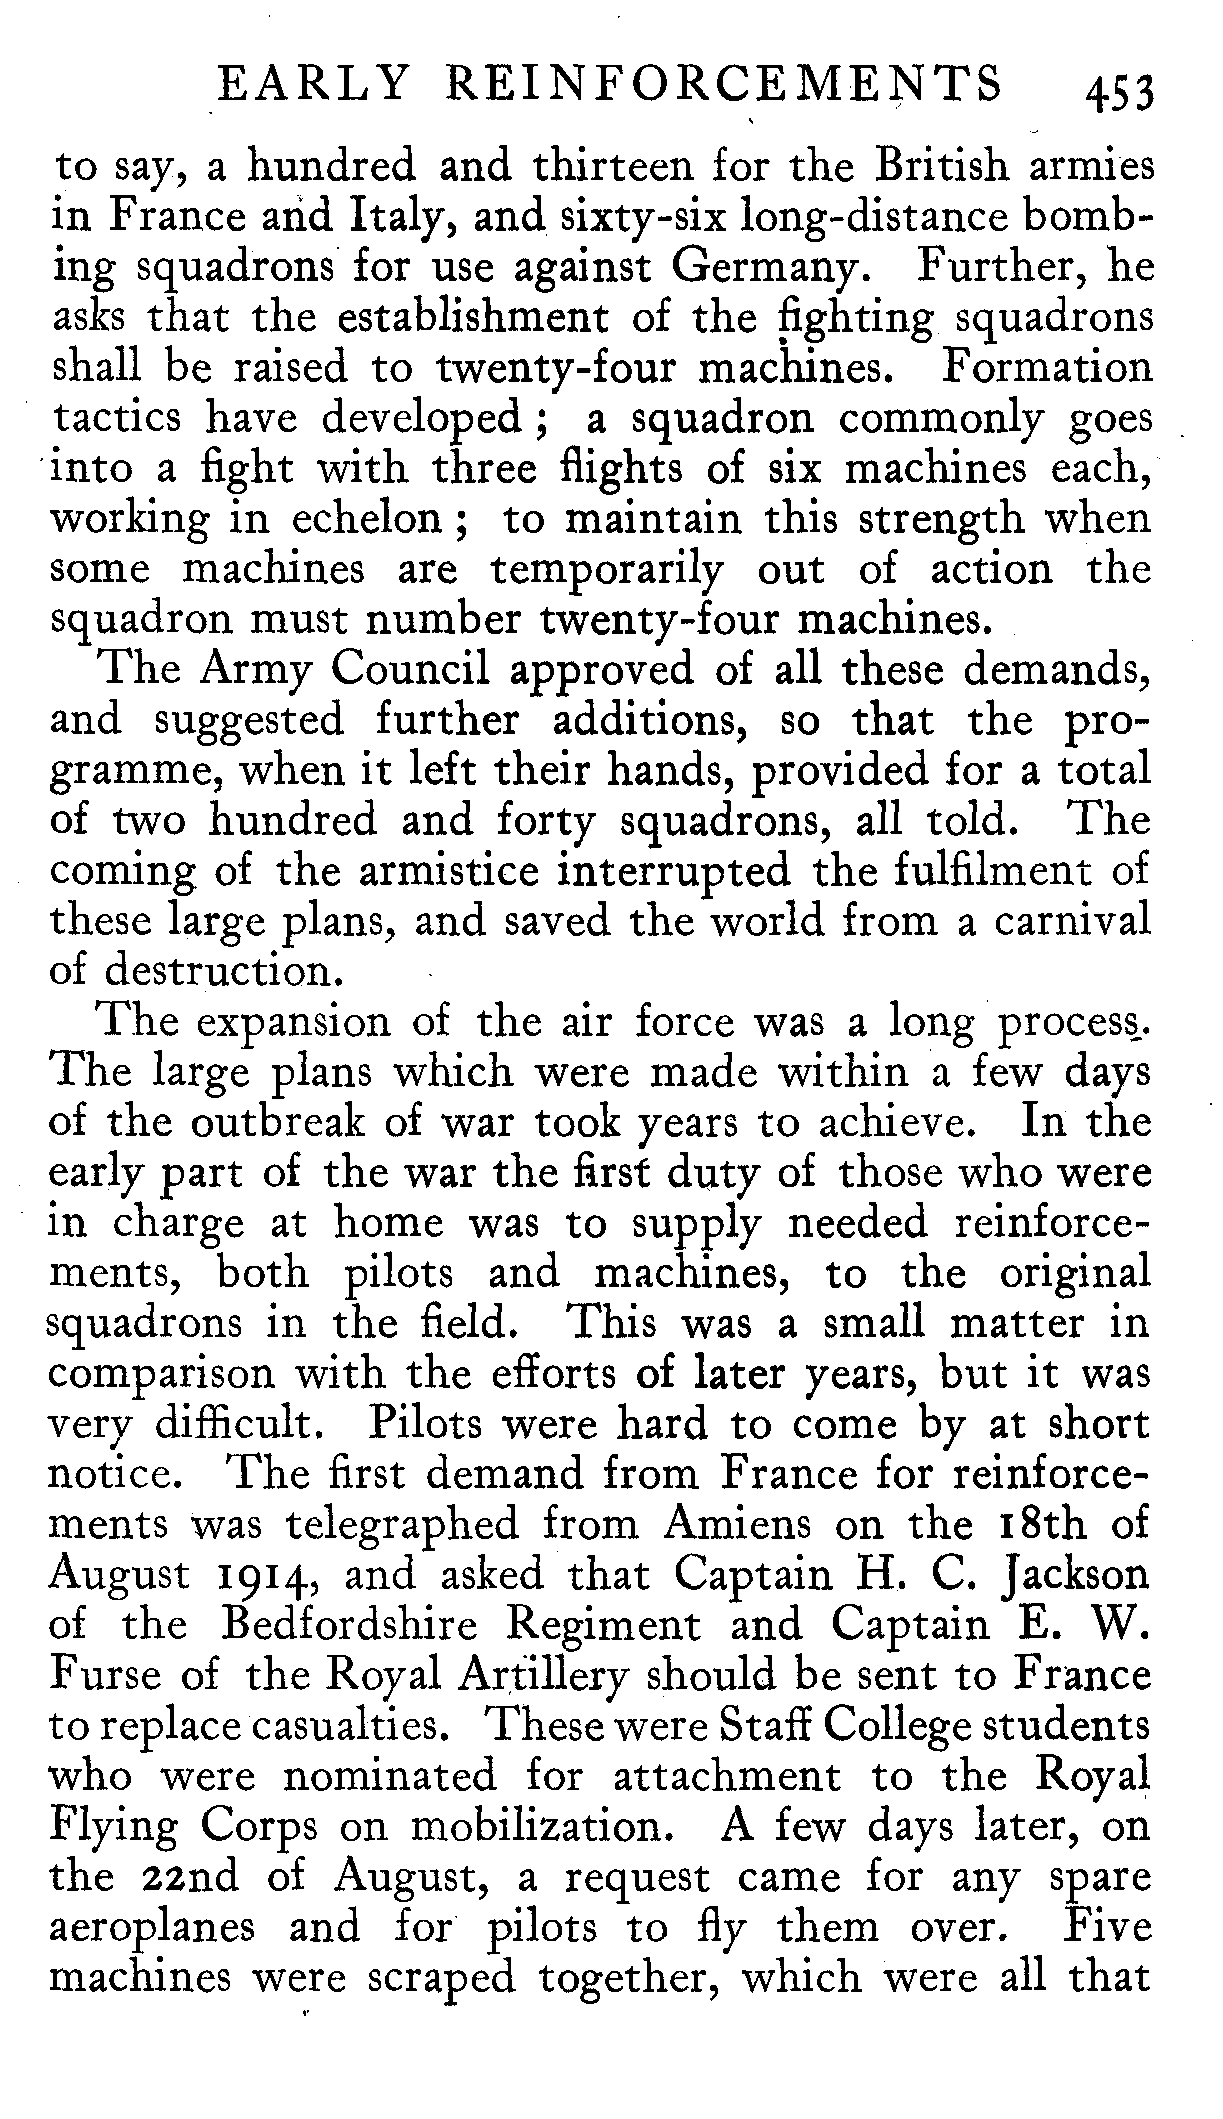 EARLY REINFORCEMENTS 453
to say, a hundred and thirteen for the British armies
in France and Italy, and sixty-six long-distance bomb-
ing squadrons for use against Germany. Further, he
asks that the establishment of the fighting squadrons
shall be raised to twenty-four machines. Formation
tactics have developed ; a squadron commonly goes
into a fight with three flights of six machines each,
working in echelon ; to maintain this strength when
some machines are temporarily out of action the
squadron must number twenty-four machines.
The Army Council approved of all these demands,
and suggested further additions, so that the pro-
gramme, when it left their hands, provided for a total
of two hundred and forty squadrons, all told. The
coming of the armistice interrupted the fulfilment of
these large plans, and saved the world from a carnival
of destruction.
The expansion of the air force was a long process.
The large plans which were made within a few days
of the outbreak of war took years to achieve. In the
early part of the war the first duty of those who were
in charge at home was to supply needed reinforce-
ments, both pilots and machines, to the original
squadrons in the field. This was a small matter in
comparison with the efforts of later years, but it was
very difficult. Pilots were hard to come by at short
notice. The first demand from France for reinforce-
ments was telegraphed from Amiens on the 18th of
August 1914, and asked that Captain H. C. Jackson
of the Bedfordshire Regiment and Captain E. W.
Furse of the Royal Artillery should be sent to France
to replace casualties. These were Staff College students
who were nominated for attachment to the Royal
Flying Corps on mobilization. A few days later, on
the 22nd of August, a request came for any spare
aeroplanes and for pilots to fly them over. Five
machines were scraped together, which were all that